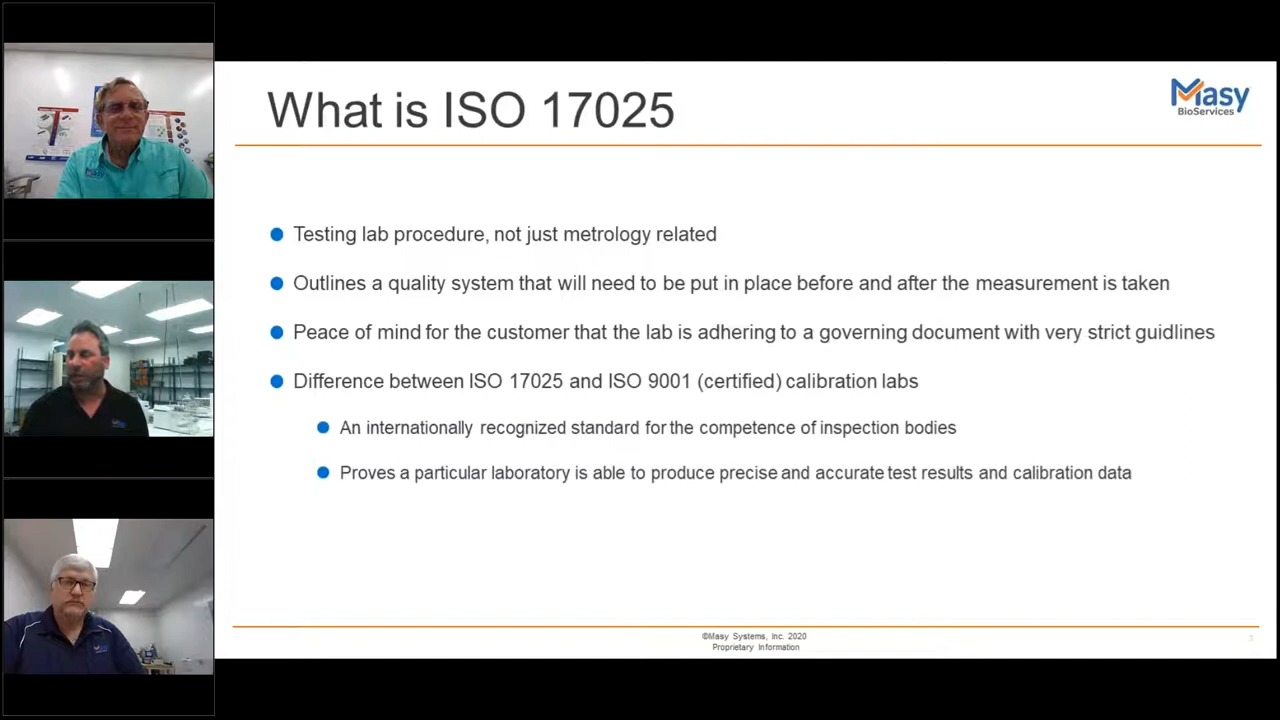 What is ISO 17025
Masy
BioServices
Testing lab procedure, not just metrology related
Outlines a quality system that will need to be put in place before and after the measurement is taken
Peace of mind for the customer that the lab is adhering to a governing document with very strict guidlines
Difference between ISO 17025 and ISO 9001 (certified) calibration labs
An internationally recognized standard for the competence of inspection bodies
Proves a particular laboratory is able to produce precise and accurate test results and calibration data
©Masy Systems, Inc. 2020
Proprietary Information
3